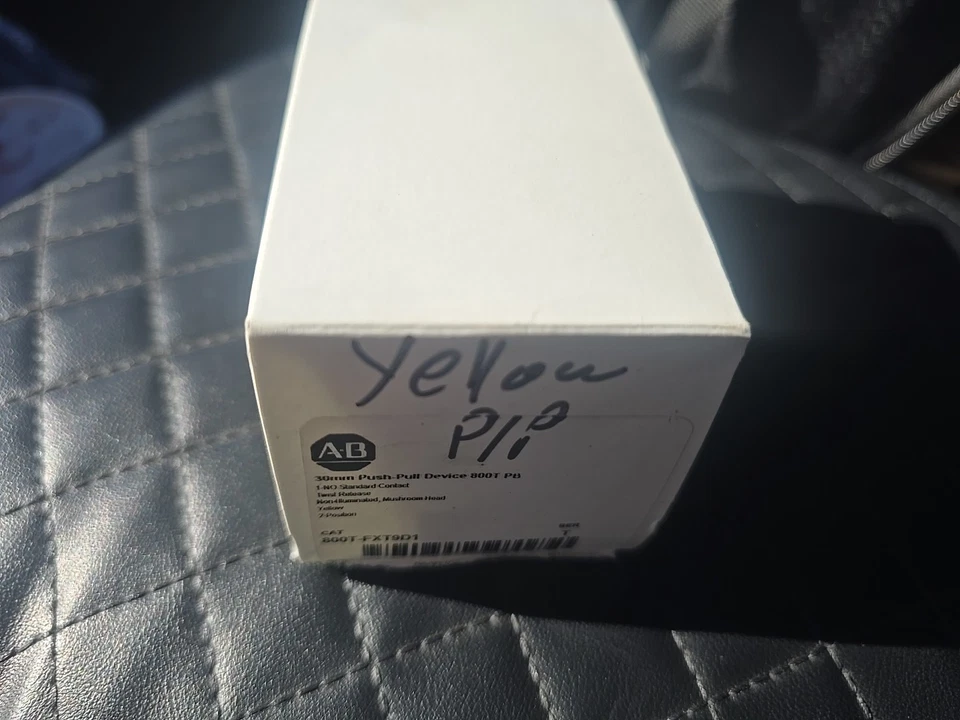 Yellow
P/P
A-B
30mm Push-Pull Device 800T PB
1-NO Standard Contact
Twist Release
Non-Illuminated, Mushroom Head
Yellow
2-Position
CAT
SER
800T-FXT9D1
T